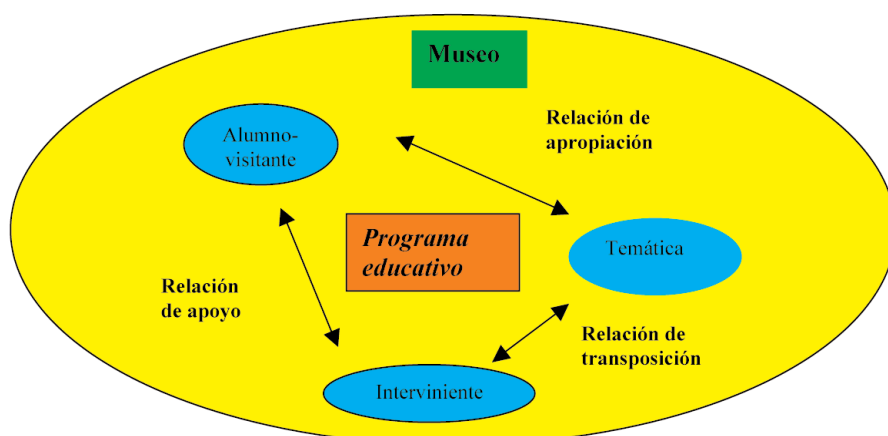 Museo
Relación de
apropiación
Alumno-
visitante
Programa
educativo
Temática
Relación
de apoyo
Relación de
transposición
Interviniente